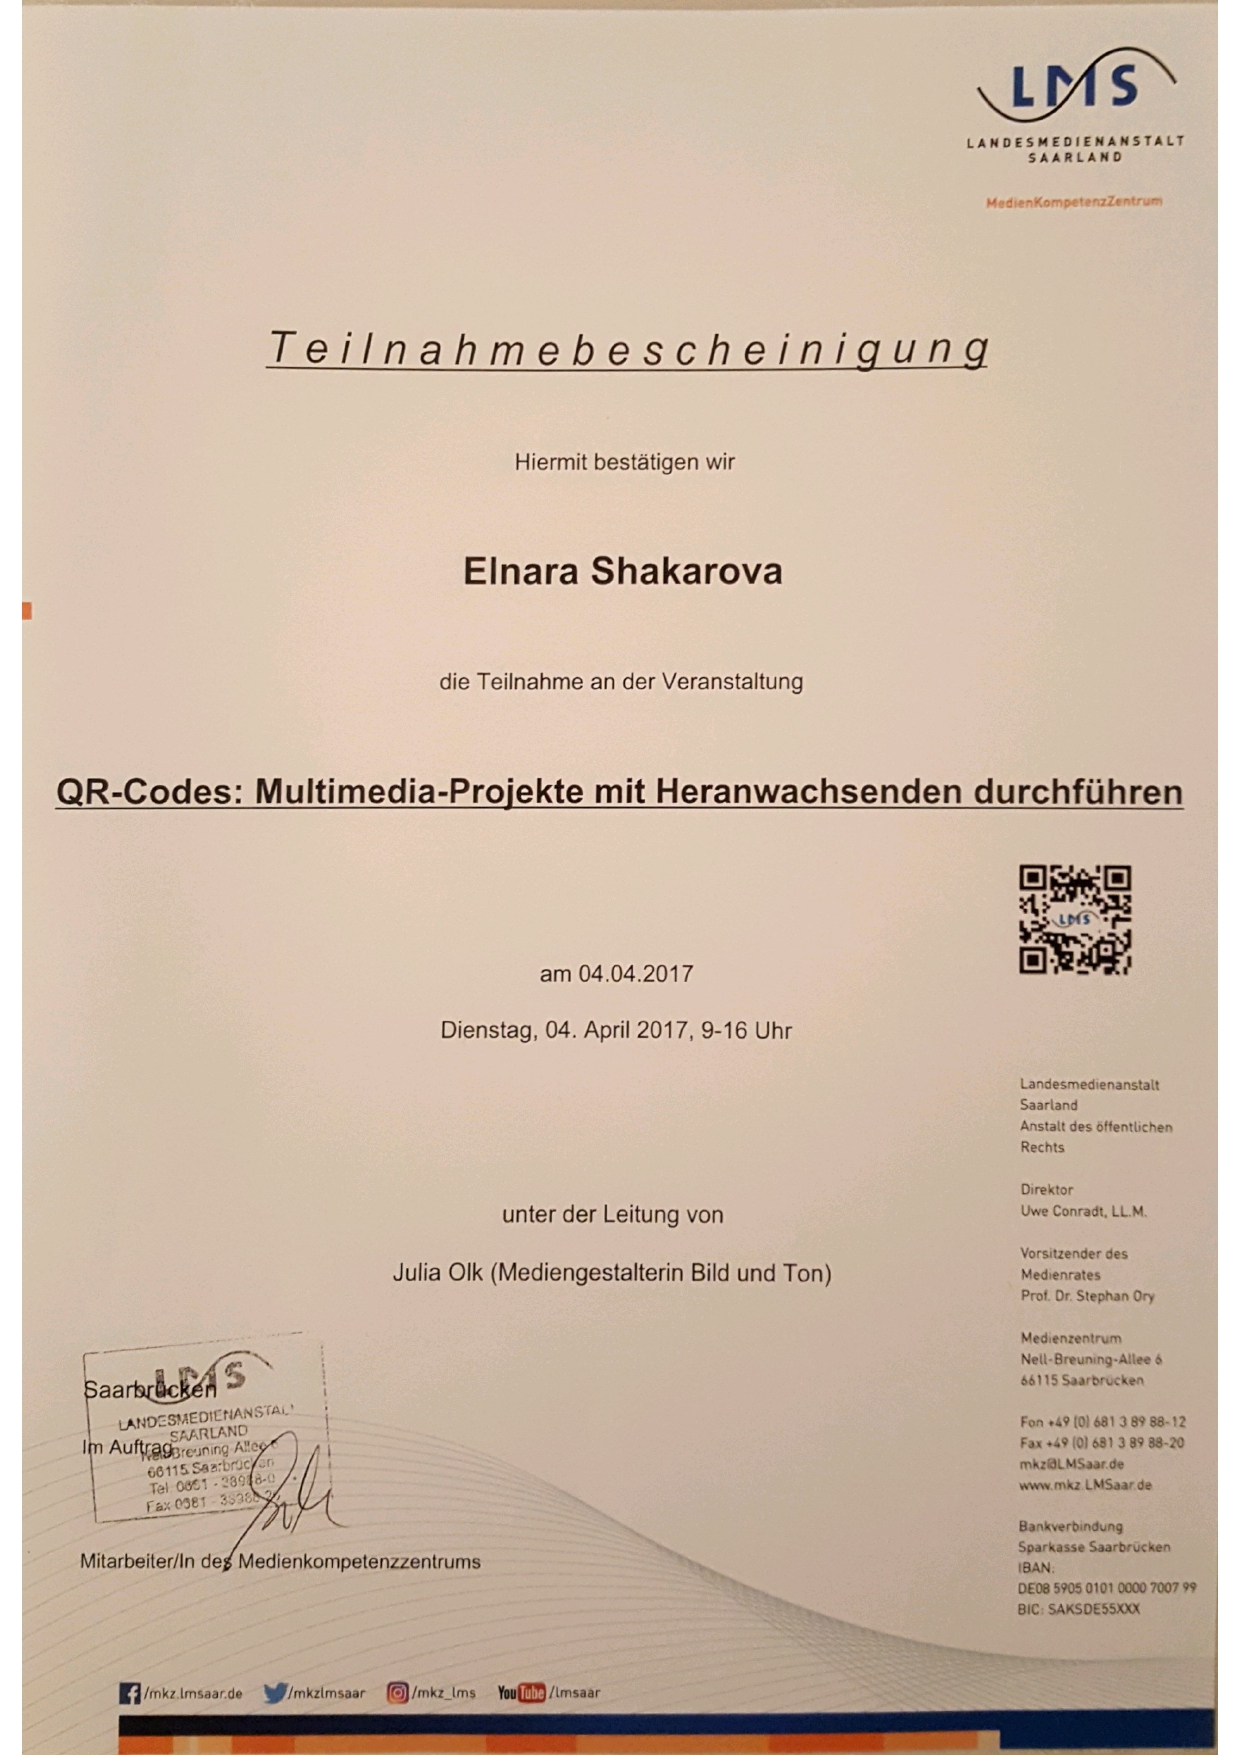 LMS
LANDESMEDIENANSTALT
SAARLAND
MedienKompetenzZentrum
Teilnahmebescheinigung
Hiermit bestätigen wir
Elnara Shakarova
die Teilnahme an der Veranstaltung
QR-Codes: Multimedia-Projekte mit Heranwachsenden durchführen
LMS
am 04.04.2017
Dienstag, 04. April 2017, 9-16 Uhr
unter der Leitung von
Julia Olk (Mediengestalterin Bild und Ton)
Landesmedienanstalt
Saarland
Anstalt des öffentlichen
Rechts
Direktor
Uwe Conradt, LL.M.
Vorsitzender des
Medienrates
Prof. Dr. Stephan Ory
Medienzentrum
Nell-Breuning-Allee 6
66115 Saarbrücken
Fon +49 (0) 681 3 89 88-12
Fax +49 (0) 681 3 89 88-20
mkz@LMSaar.de
www.mkz.LMSaar.de
Bankverbindung
Sparkasse Saarbrücken
IBAN:
DE08 5905 0101 0000 7007 99
BIC: SAKSDE55XXX
LMS
Saarbrücken
LANDESMEDIENANSTALT
SAARLAND
Im Auftrag
Nell-Breuning-Allee
66115 Saarbrücken
Tel. 0681 - 38988-0
Fax 0681 - 38988
Mitarbeiter/In des Medienkompetenzzentrums
/mkz.lmsaar.de /mkzlmsaar /mkz_lms YouTube /lmsaar